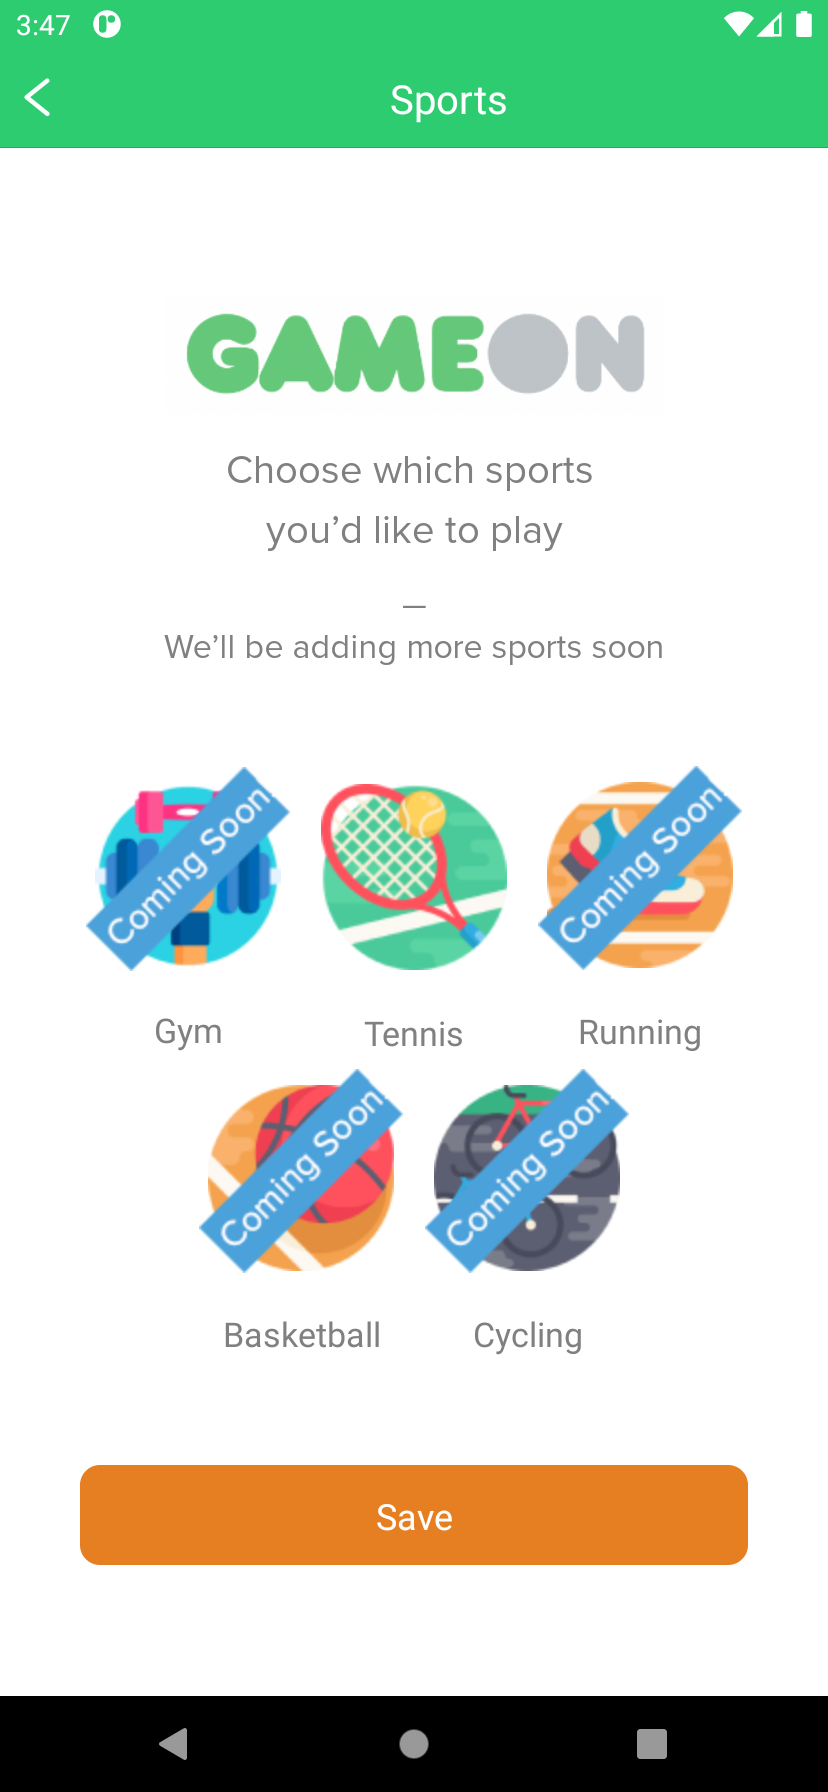 3:47
Sports
GAMEON
Choose which sports
you’d like to play
—
We’ll be adding more sports soon
Coming Soon!
Coming Soon!
Gym
Tennis
Running
Coming Soon!
Coming Soon!
Basketball
Cycling
Save